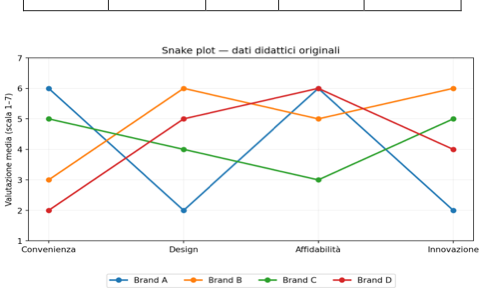 Snake plot — dati didattici originali
Valutazione media (scala 1–7)
7
6
5
4
3
2
1
Convenienza Design Affidabilità Innovazione
Brand A Brand B Brand C Brand D